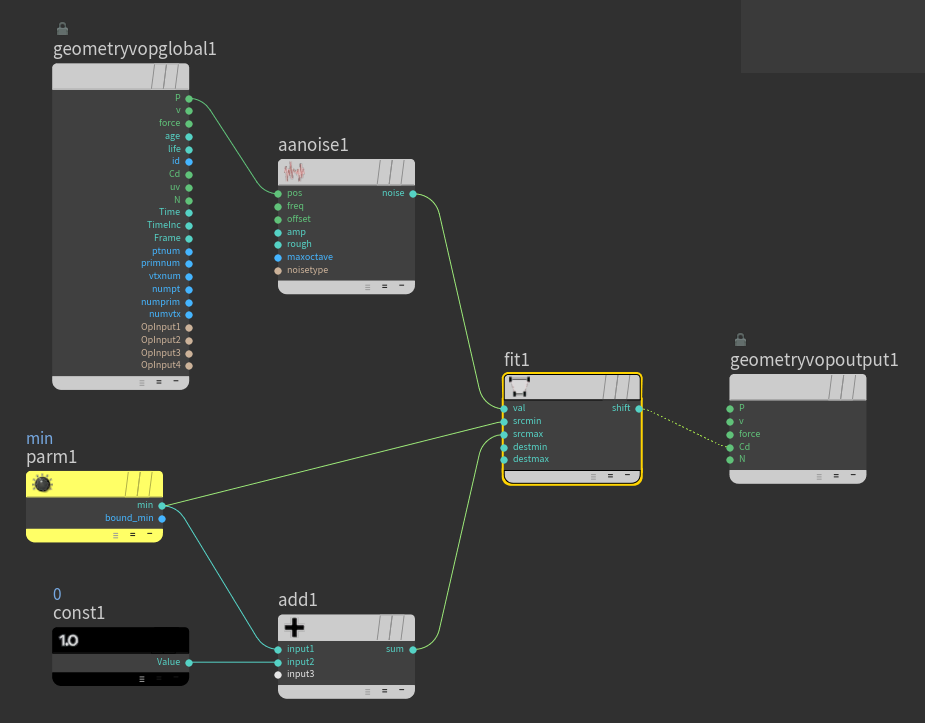 geometryvopglobal1
P
v
force
age
life
id
Cd
uv
N
Time
TimeInc
Frame
ptnum
primnum
vtxnum
numpt
numprim
numvtx
OpInput1
OpInput2
OpInput3
OpInput4
aanoise1
pos noise
freq
offset
amp
rough
maxoctave
noisetype
fit1
val shift
srcmin
srcmax
destmin
destmax
geometryvopoutput1
P
v
force
Cd
N
min
parm1
min
bound_min
0
const1
1.0
Value
add1
input1 sum
input2
input3